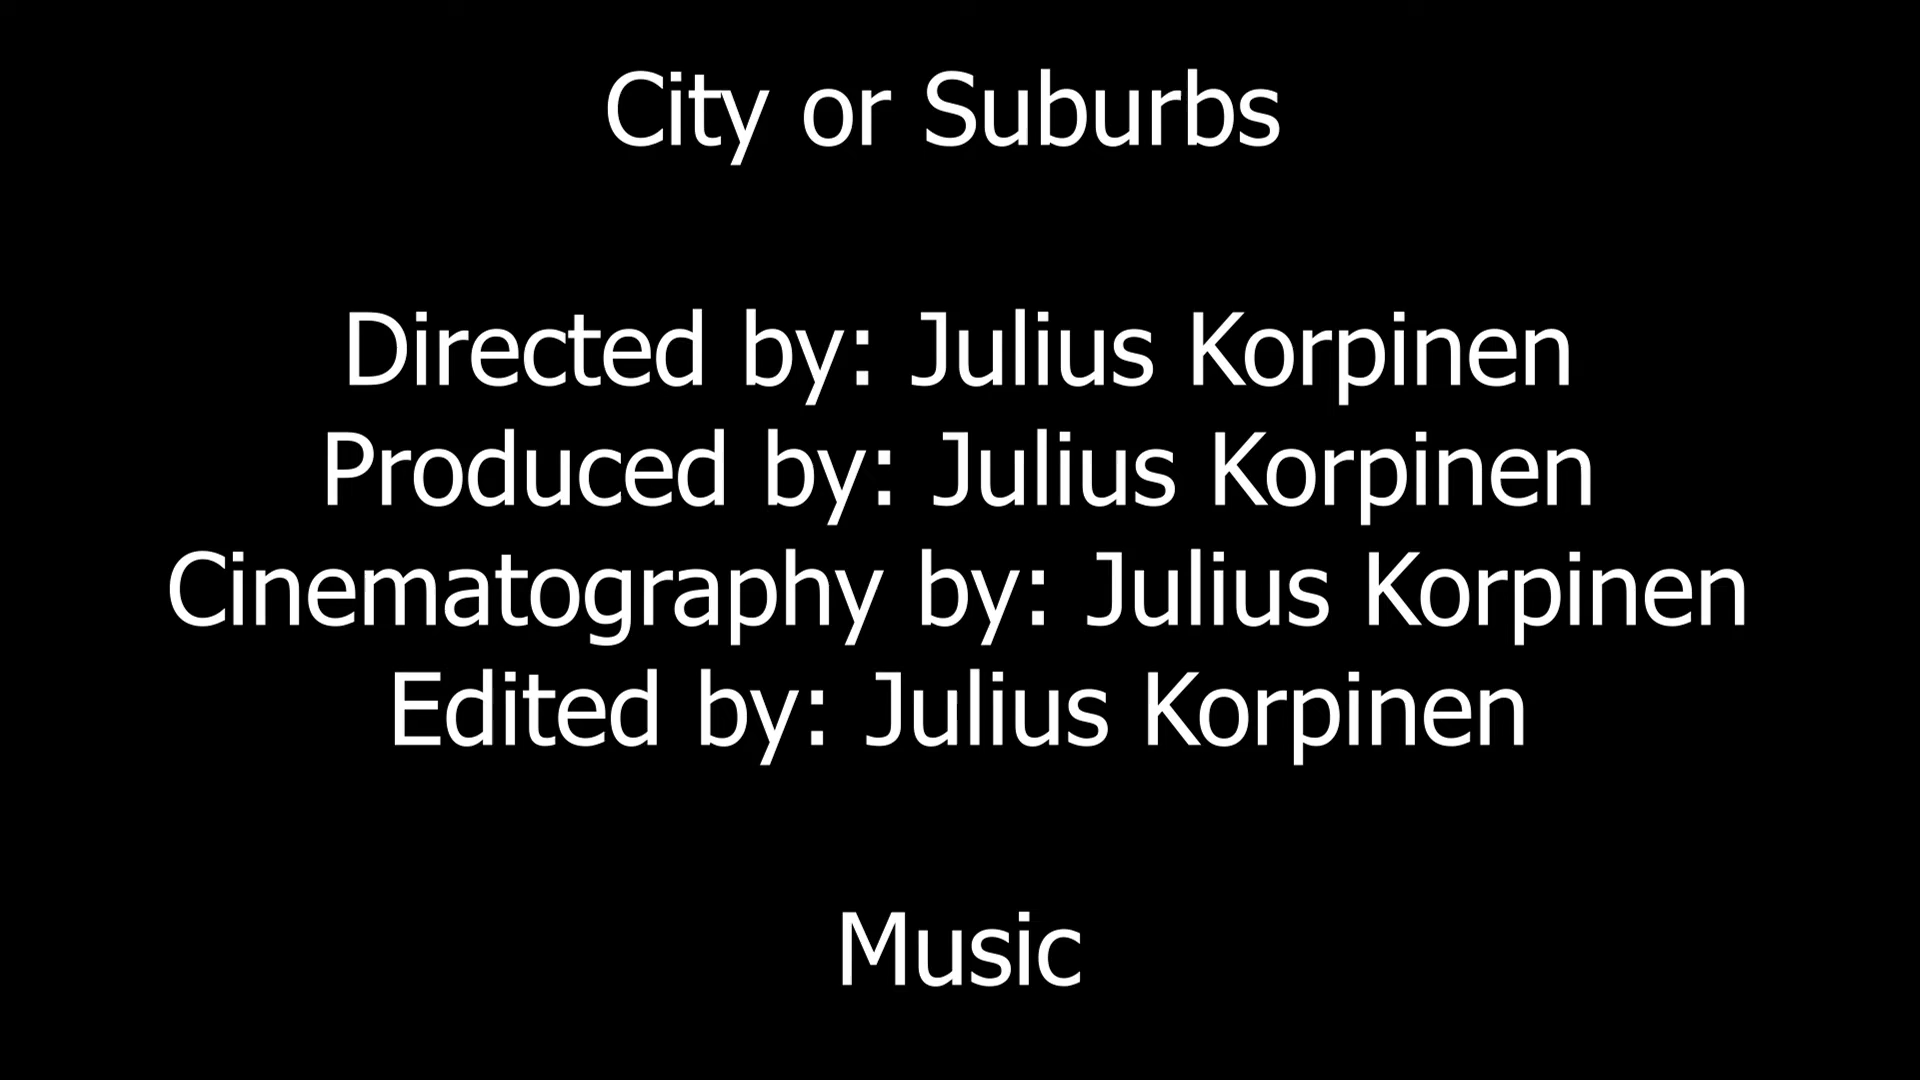 City or Suburbs
Directed by: Julius Korpinen
Produced by: Julius Korpinen
Cinematography by: Julius Korpinen
Edited by: Julius Korpinen
Music